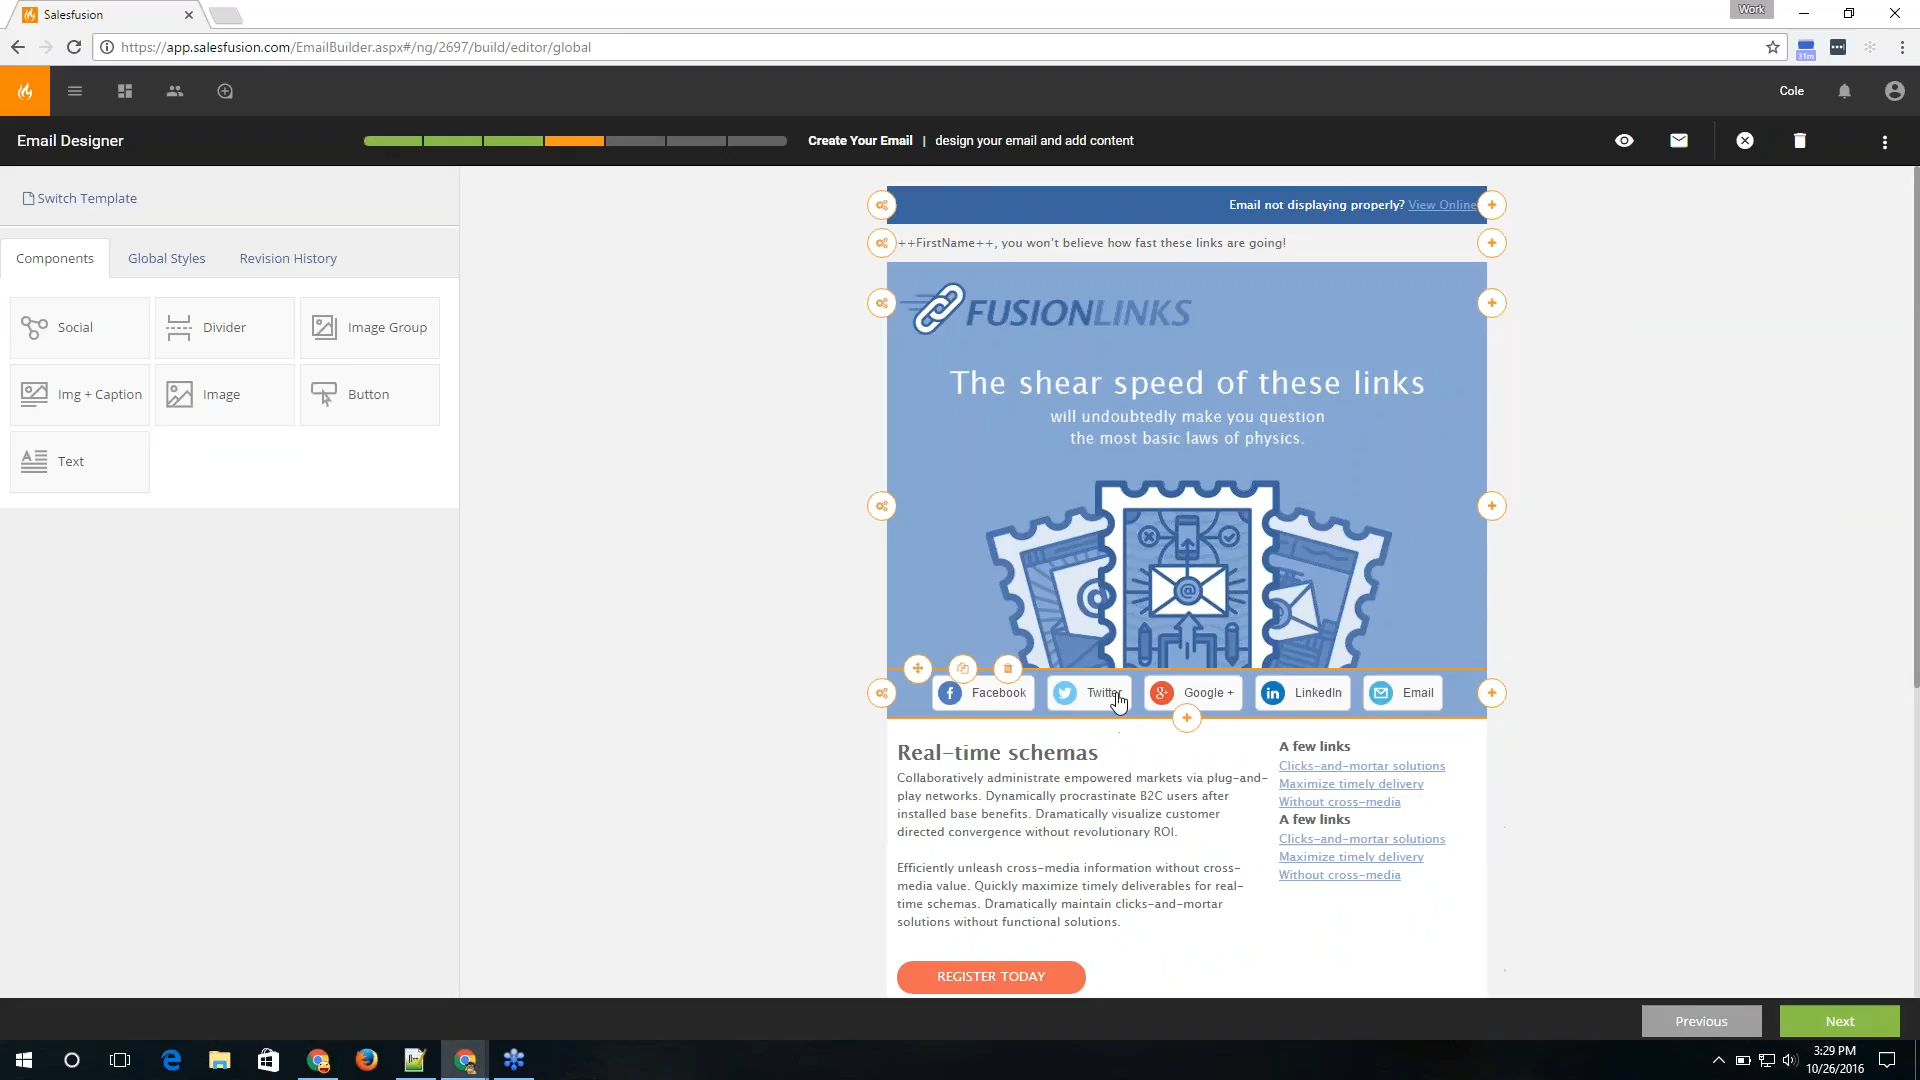 Salesfusion
Work
https://app.salesfusion.com/EmailBuilder.aspx#/ng/2697/build/editor/global
31m
Cole
Email Designer
Create Your Email | design your email and add content
Switch Template
Components
Global Styles
Revision History
Social
Divider
Image Group
Img + Caption
Image
Button
Text
Email not displaying properly? View Online
++FirstName++, you won't believe how fast these links are going!
FUSIONLINKS
The shear speed of these links
will undoubtedly make you question
the most basic laws of physics.
Facebook
Twitter
Google +
LinkedIn
Email
Real-time schemas
Collaboratively administrate empowered markets via plug-and-
play networks. Dynamically procrastinate B2C users after
installed base benefits. Dramatically visualize customer
directed convergence without revolutionary ROI.
Efficiently unleash cross-media information without cross-
media value. Quickly maximize timely deliverables for real-
time schemas. Dramatically maintain clicks-and-mortar
solutions without functional solutions.
REGISTER TODAY
A few links
Clicks-and-mortar solutions
Maximize timely delivery
Without cross-media
A few links
Clicks-and-mortar solutions
Maximize timely delivery
Without cross-media
Previous
Next
3:29 PM
10/26/2016